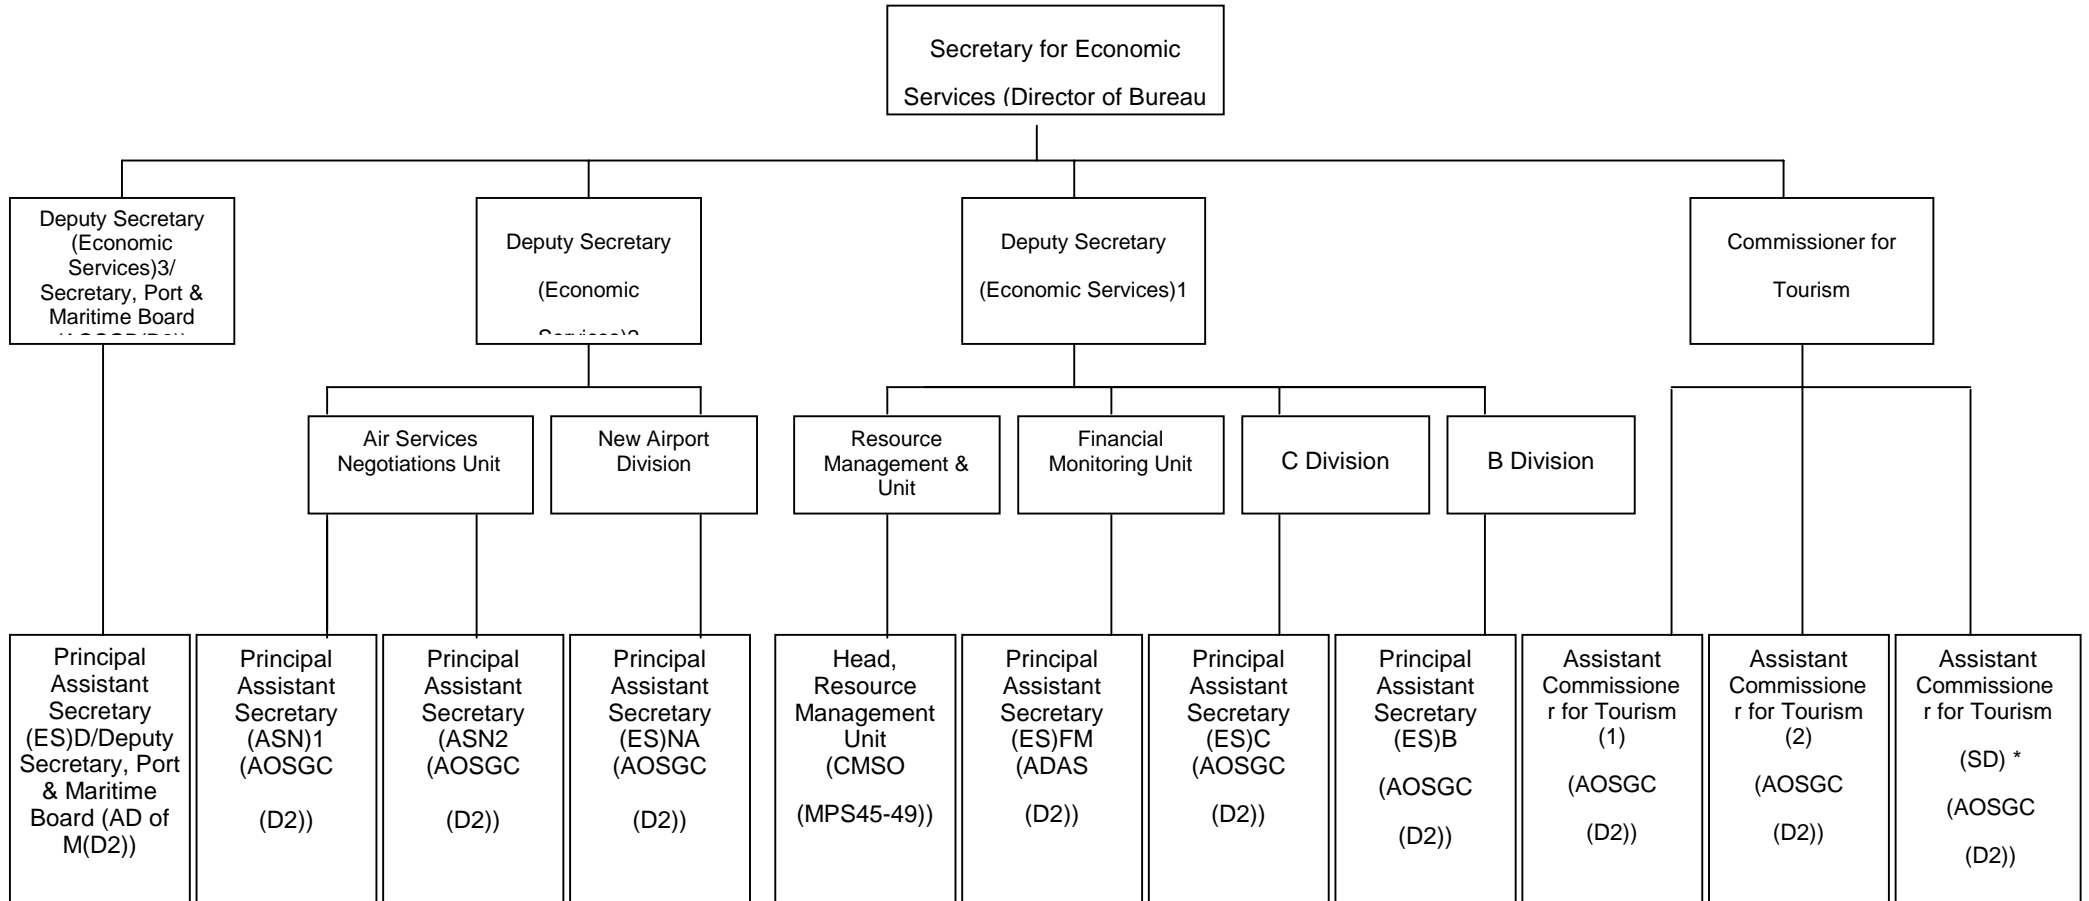 Secretary for Economic
Services (Director of Bureau
Deputy Secretary
(Economic
Services)3/
Secretary, Port &
Maritime Board
Deputy Secretary
(Economic
Deputy Secretary
(Economic Services)1
Commissioner for
Tourism
Air Services
Negotiations Unit
New Airport
Division
Resource
Management &
Unit
Financial
Monitoring Unit
C Division
B Division
Principal
Assistant
Secretary
(ES)D/Deputy
Secretary, Port
& Maritime
Board (AD of
M(D2))
Principal
Assistant
Secretary
(ASN)1
(AOSGC
(D2))
Principal
Assistant
Secretary
(ASN2
(AOSGC
(D2))
Principal
Assistant
Secretary
(ES)NA
(AOSGC
(D2))
Head,
Resource
Management
Unit
(CMSO
(MPS45-49))
Principal
Assistant
Secretary
(ES)FM
(ADAS
(D2))
Principal
Assistant
Secretary
(ES)C
(AOSGC
(D2))
Principal
Assistant
Secretary
(ES)B
(AOSGC
(D2))
Assistant
Commissione
r for Tourism
(1)
(AOSGC
(D2))
Assistant
Commissione
r for Tourism
(2)
(AOSGC
(D2))
Assistant
Commissione
r for Tourism
(SD) *
(AOSGC
(D2))